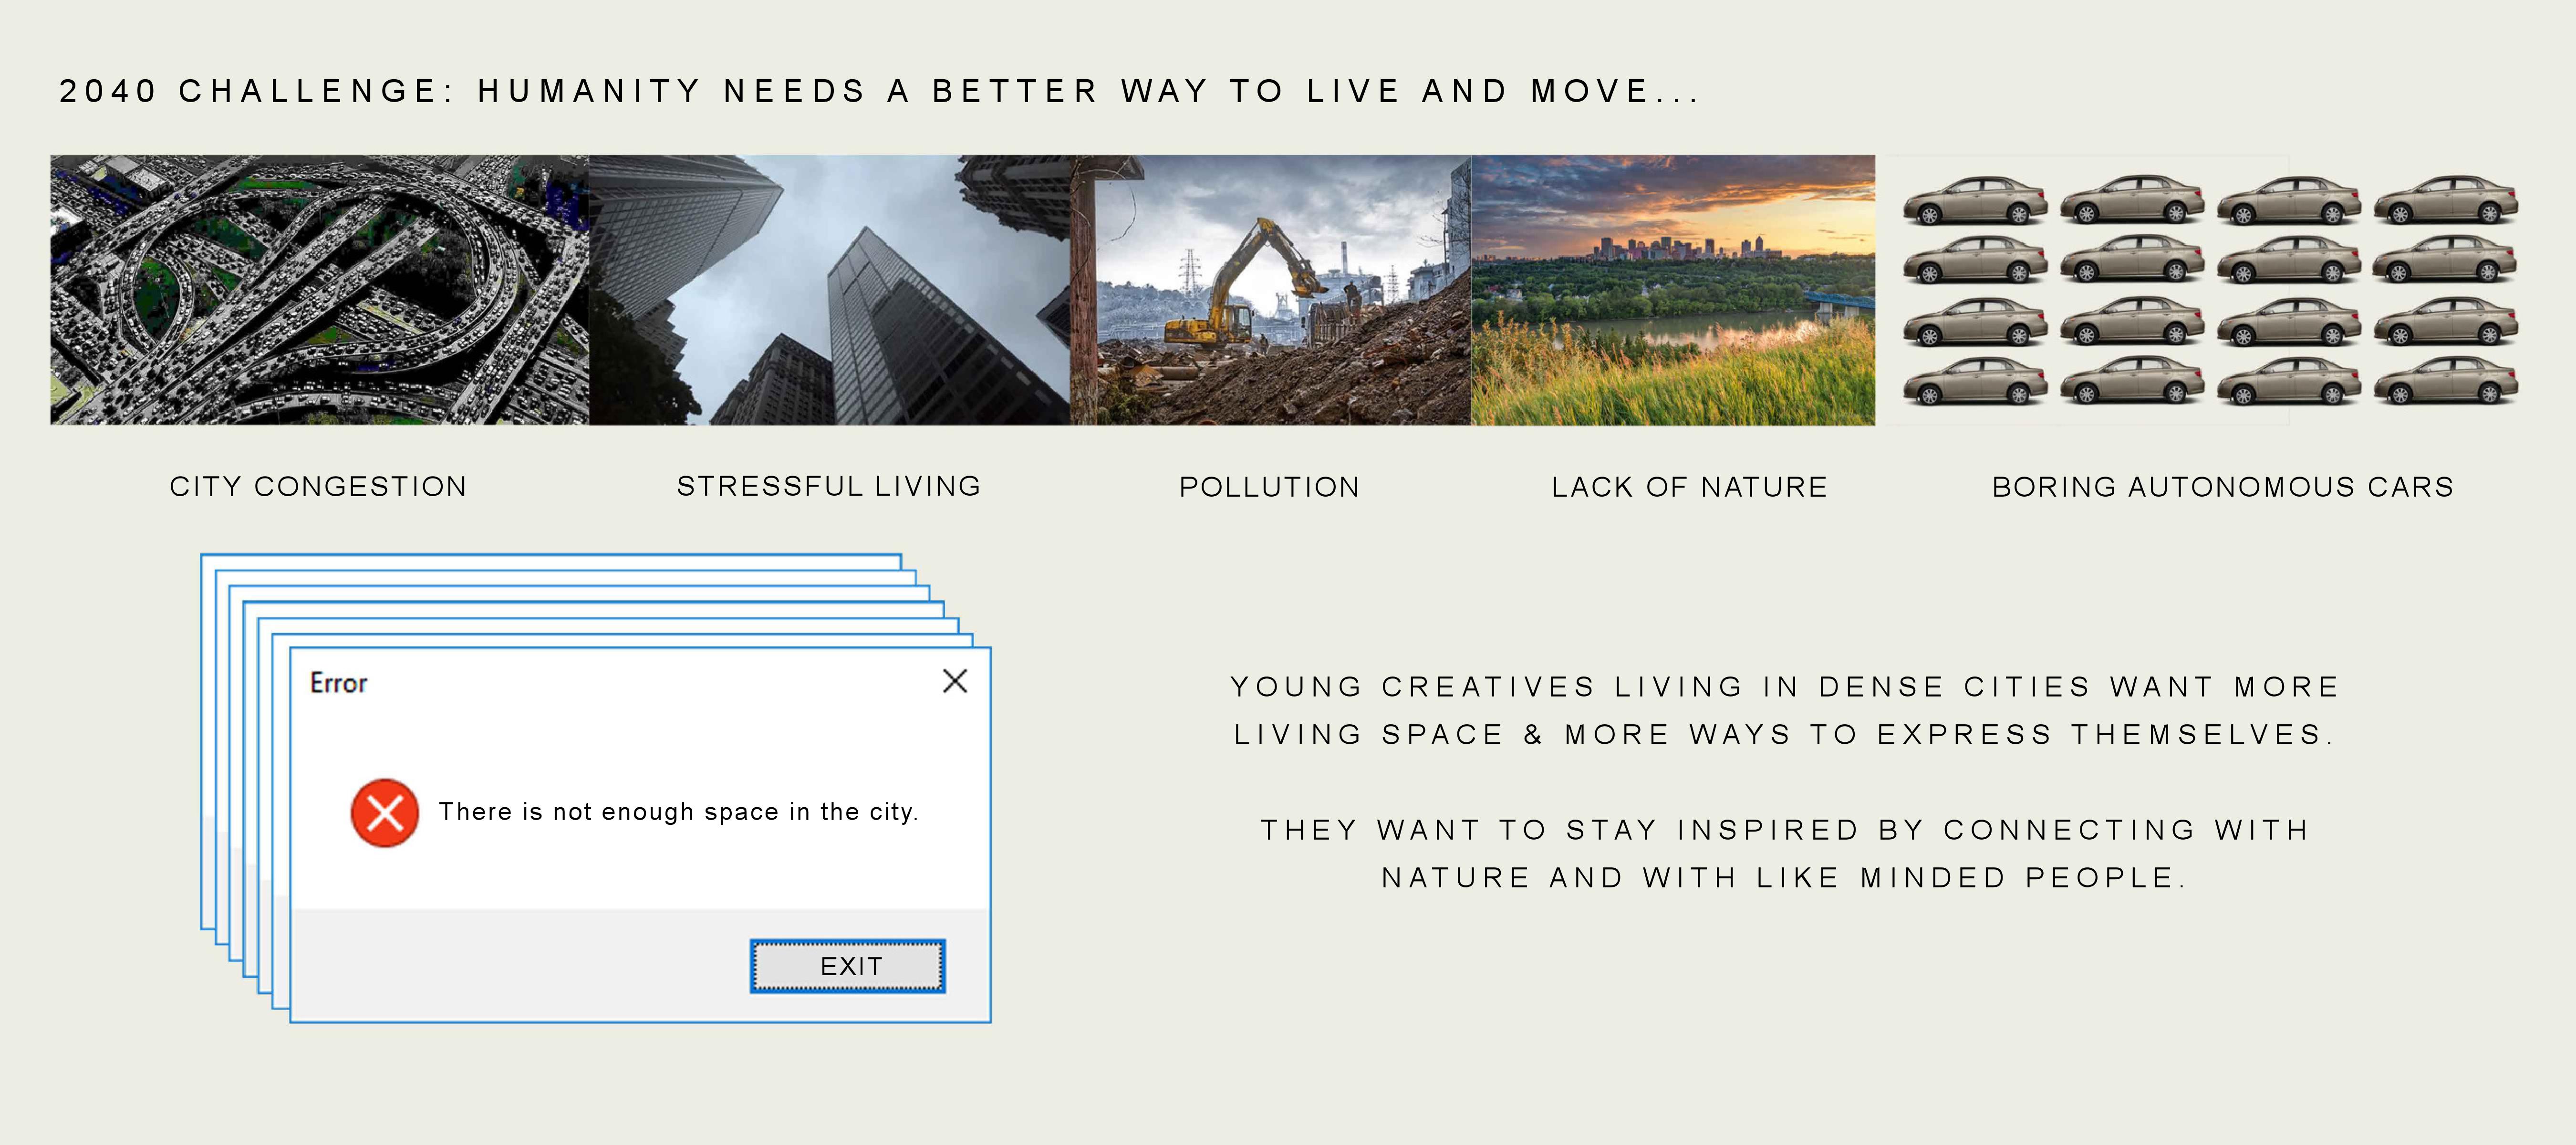 2040 CHALLENGE: HUMANITY NEEDS A BETTER WAY TO LIVE AND MOVE...
CITY CONGESTION
STRESSFUL LIVING
POLLUTION
LACK OF NATURE
BORING AUTONOMOUS CARS
Error
There is not enough space in the city.
EXIT
YOUNG CREATIVES LIVING IN DENSE CITIES WANT MORE
LIVING SPACE & MORE WAYS TO EXPRESS THEMSELVES.
THEY WANT TO STAY INSPIRED BY CONNECTING WITH
NATURE AND WITH LIKE MINDED PEOPLE.